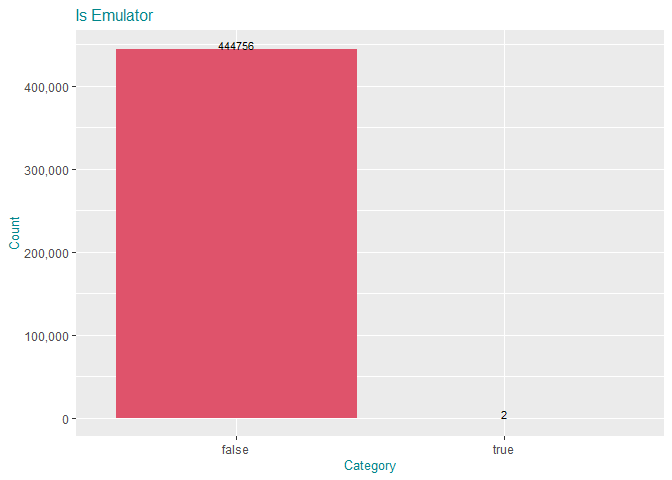 Is Emulator
444756
400,000
300,000
200,000
100,000
0
2
Count
false
true
Category